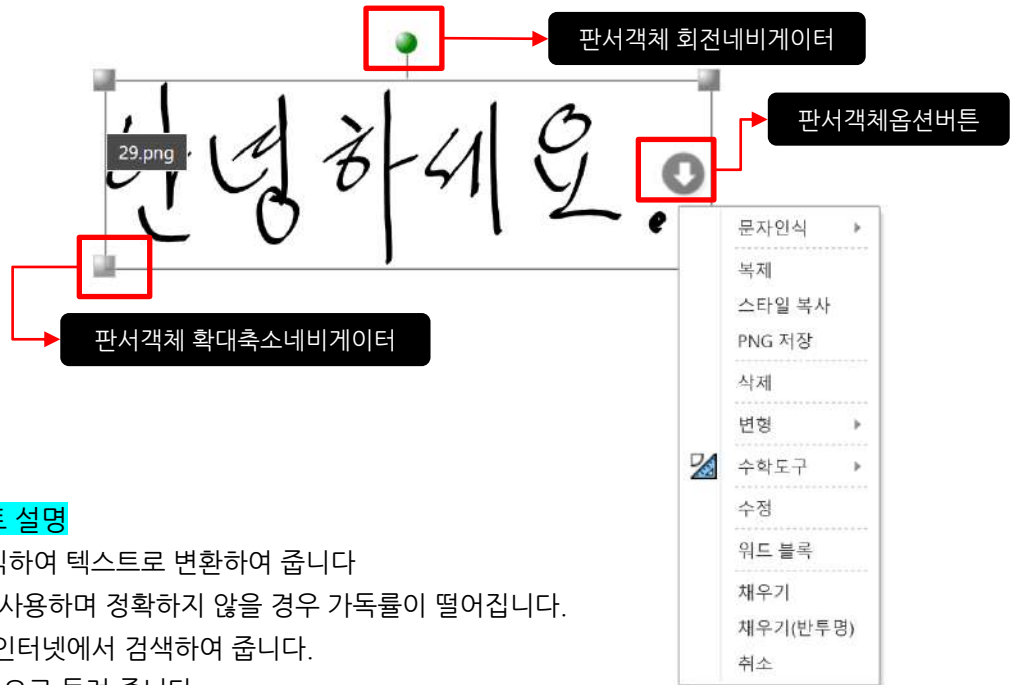 판서객체 회전네비게이터
판서객체옵션버튼
안녕하세요.
29.png
판서객체 확대축소네비게이터
문자인식
복제
스타일 복사
PNG 저장
삭제
변형
수학도구
수정
워드 블록
채우기
채우기(반투명)
취소
설명
하여 텍스트로 변환하여 줍니다
사용하며 정확하지 않을 경우 가독률이 떨어집니다.
인터넷에서 검색하여 줍니다.